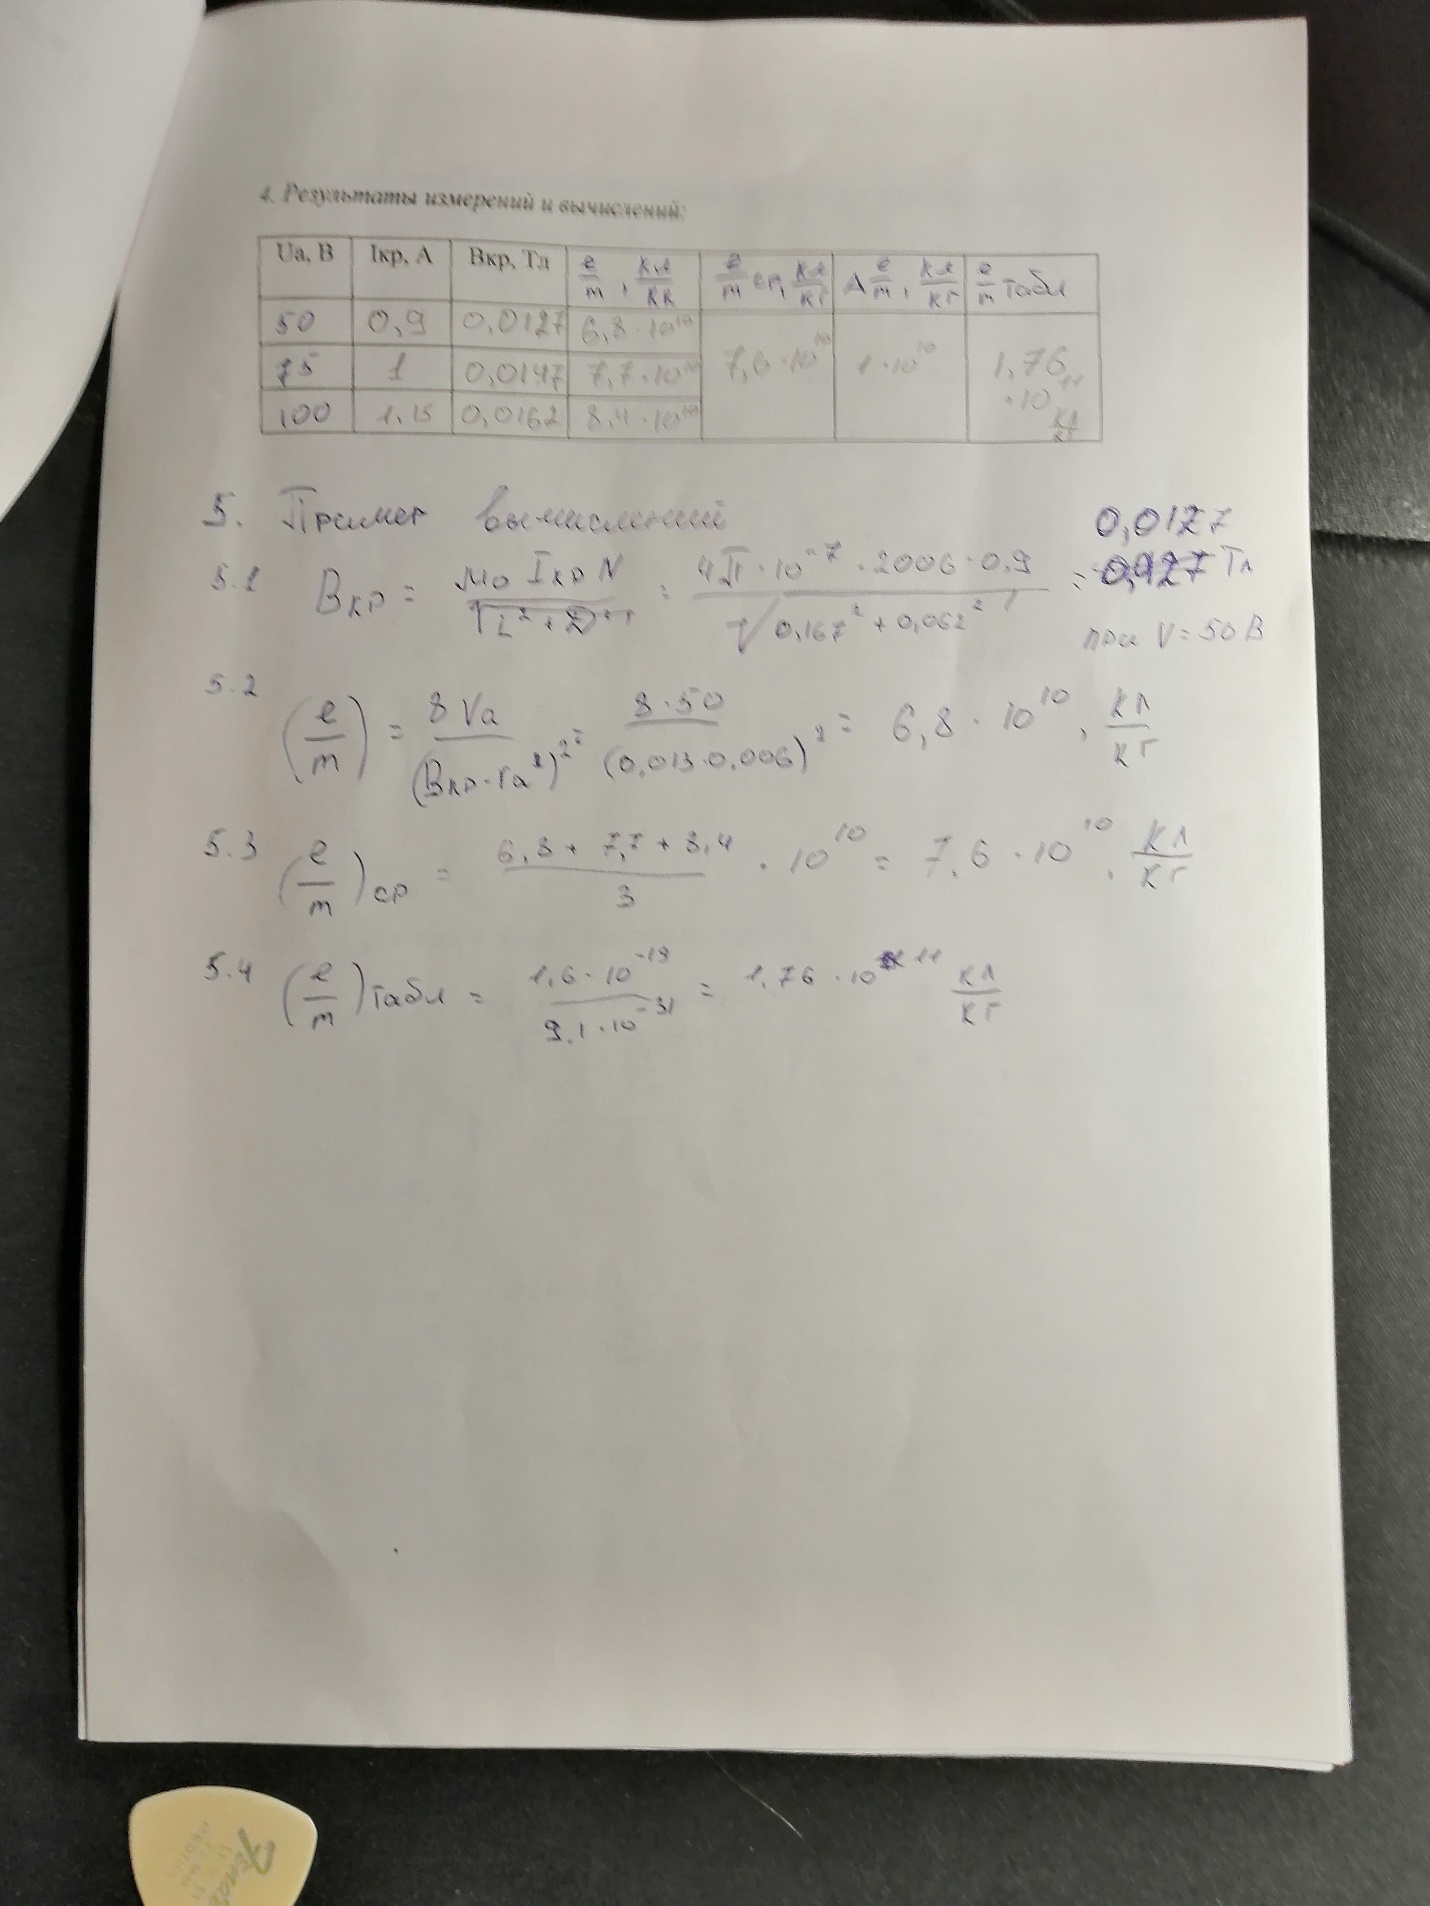 4. Результаты измерений и вычислений:
Uа, В | Iкр, А | Вкр, Тл | e/m, Кл/Кк | e/m ср, Кл/Кг | Δ e/m, Кл/Кг | e/m табл
50 | 0,9 | 0,0127 | 6,8 · 10^10 | 7,6 · 10^10 | 1 · 10^10 | 1,76 · 10^11 Кл/Кг
75 | 1 | 0,0147 | 7,7 · 10^10
100 | 1,15 | 0,0162 | 8,4 · 10^10
5. Пример вычислений
0,0127
5.1 Bкр = μ0 Iкр N / √(L² + D²) = 4π · 10^-7 · 2006 · 0.9 / √(0,167² + 0,062²) = Тл
при V = 50 В
5.2 (e/m) = 8 Va / (Bкр · ra²)² = 8 · 50 / (0,013 · 0,006)² = 6,8 · 10^10, Кл/Кг
5.3 (e/m)ср = (6,8 + 7,7 + 8,4) / 3 · 10^10 = 7,6 · 10^10, Кл/Кг
5.4 (e/m)табл = 1,6 · 10^-19 / 9,1 · 10^-31 = 1,76 · 10^11 Кл/Кг